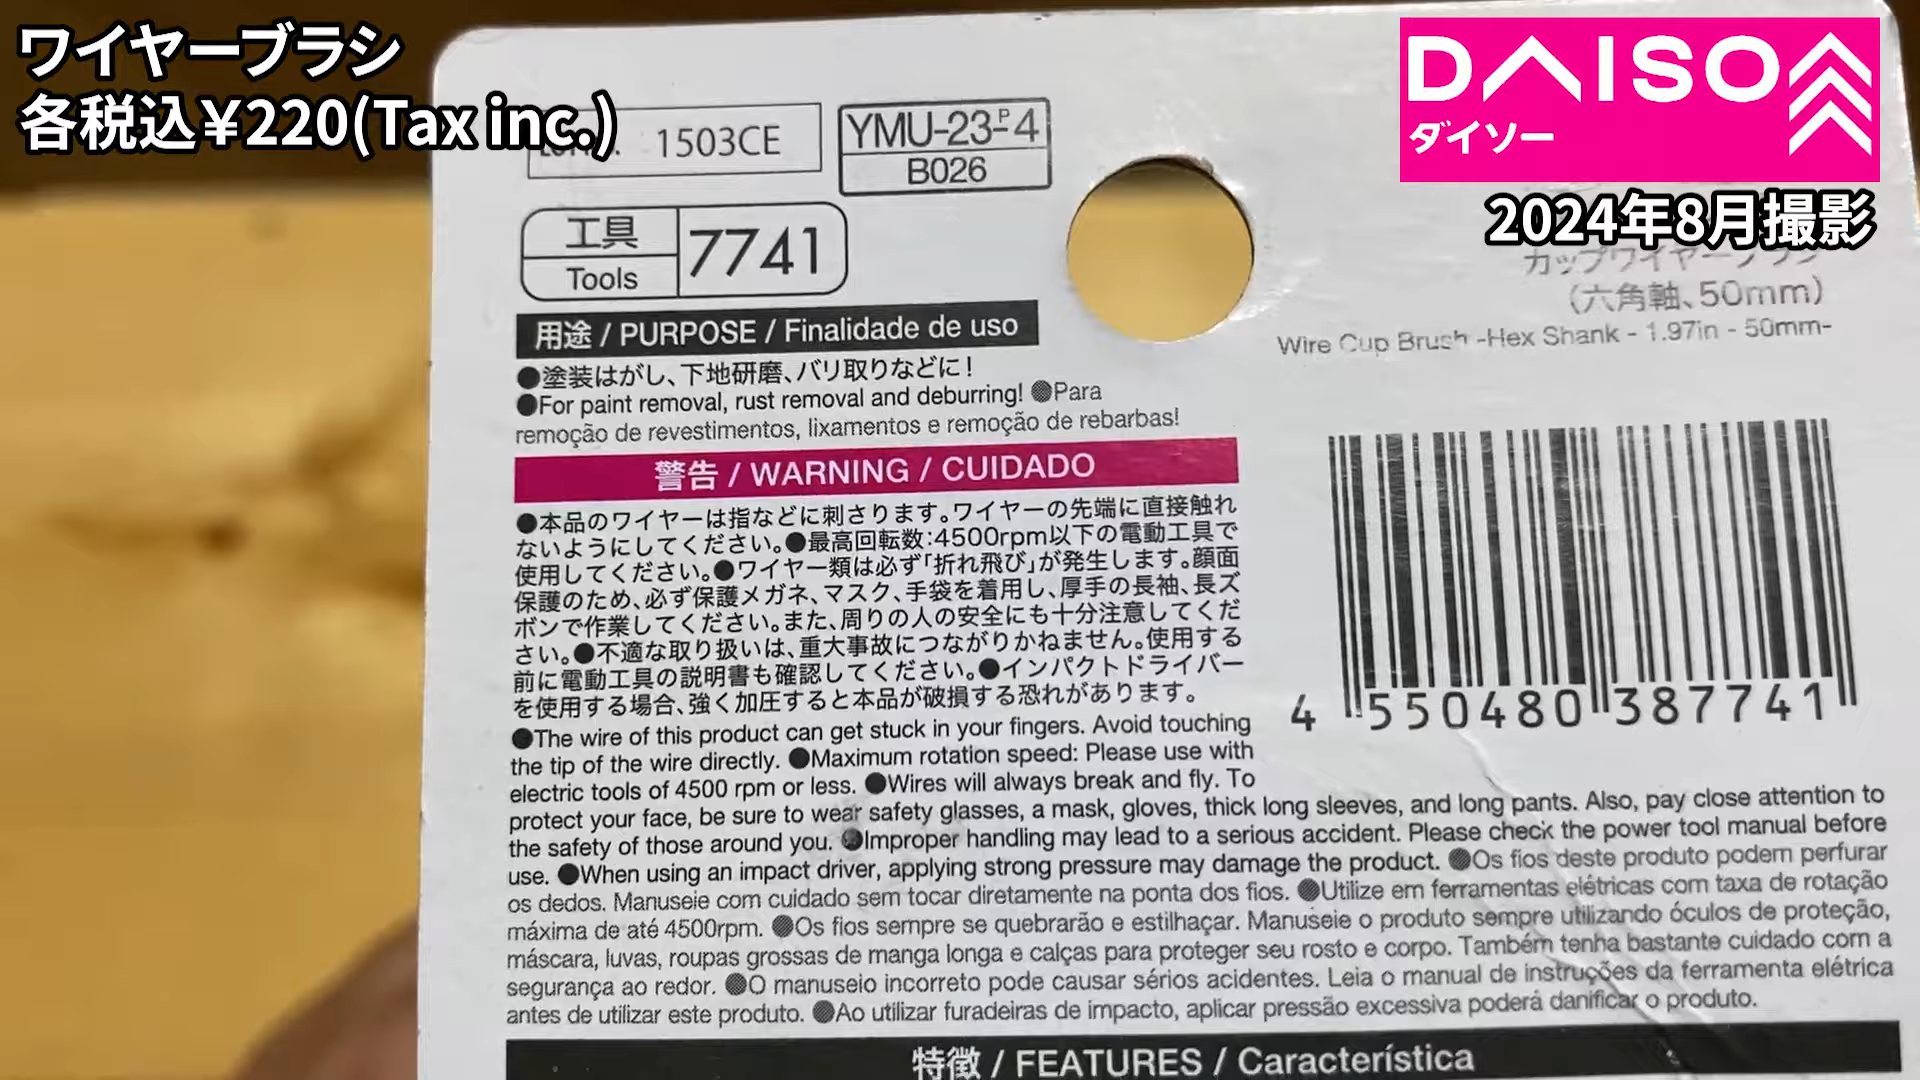 ワイヤーブラシ
各税込￥220(Tax inc.)
DAISO
ダイソー
2024年8月撮影
1503CE
YMU-23-P4
B026
工具
Tools
7741
カップワイヤーブラシ
（六角軸、50mm）
Wire Cup Brush -Hex Shank - 1.97in - 50mm-
用途 / PURPOSE / Finalidade de uso
●塗装はがし、下地研磨、バリ取りなどに！
●For paint removal, rust removal and deburring! ●Para
remoção de revestimentos, lixamentos e remoção de rebarbas!
警告 / WARNING / CUIDADO
●本品のワイヤーは指などに刺さります。ワイヤーの先端に直接触れ
ないようにしてください。●最高回転数:4500rpm以下の電動工具で
使用してください。●ワイヤー類は必ず「折れ飛び」が発生します。顔面
保護のため、必ず保護メガネ、マスク、手袋を着用し、厚手の長袖、長ズ
ボンで作業してください。また、周りの人の安全にも十分注意してくだ
さい。●不適な取り扱いは、重大事故につながりかねません。使用する
前に電動工具の説明書も確認してください。●インパクトドライバー
を使用する場合、強く加圧すると本品が破損する恐れがあります。
4 550480 387741
●The wire of this product can get stuck in your fingers. Avoid touching
the tip of the wire directly. ●Maximum rotation speed: Please use with
electric tools of 4500 rpm or less. ●Wires will always break and fly. To
protect your face, be sure to wear safety glasses, a mask, gloves, thick long sleeves, and long pants. Also, pay close attention to
the safety of those around you. ●Improper handling may lead to a serious accident. Please check the power tool manual before
use. ●When using an impact driver, applying strong pressure may damage the product. ●Os fios deste produto podem perfurar
os dedos. Manuseie com cuidado sem tocar diretamente na ponta dos fios. ●Utilize em ferramentas elétricas com taxa de rotação
máxima de até 4500rpm. ●Os fios sempre se quebrarão e estilhaçar. Manuseie o produto sempre utilizando óculos de proteção,
máscara, luvas, roupas grossas de manga longa e calças para proteger seu rosto e corpo. Também tenha bastante cuidado com a
segurança ao redor. ●O manuseio incorreto pode causar sérios acidentes. Leia o manual de instruções da ferramenta elétrica
antes de utilizar este produto. ●Ao utilizar furadeiras de impacto, aplicar pressão excessiva poderá danificar o produto.
特徴 / FEATURES / Característica